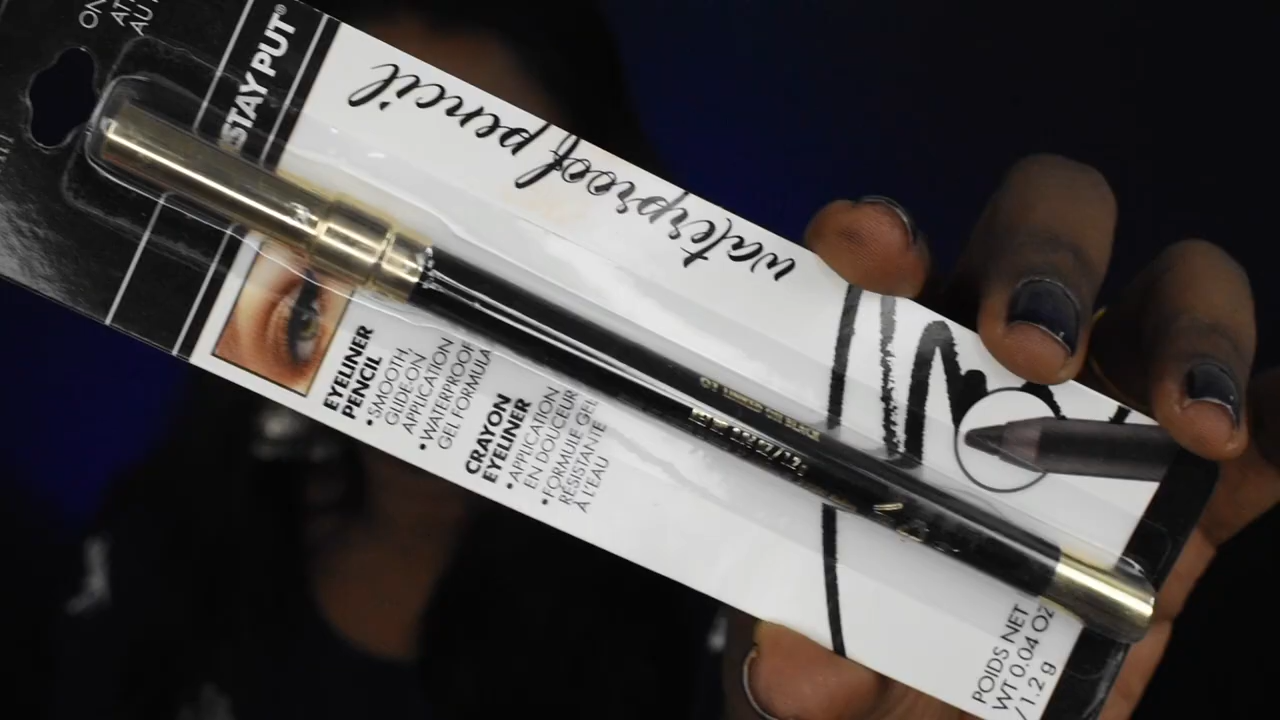 STAY PUT®
waterproof pencil
EYELINER
PENCIL
• SMOOTH,
GLIDE-ON
APPLICATION
• WATERPROOF
GEL FORMULA
CRAYON
EYELINER
• APPLICATION
EN DOUCEUR
• FORMULE GEL
RÉSISTANTE
À L'EAU
POIDS NET
WT 0.04 OZ
/ 1.2 g